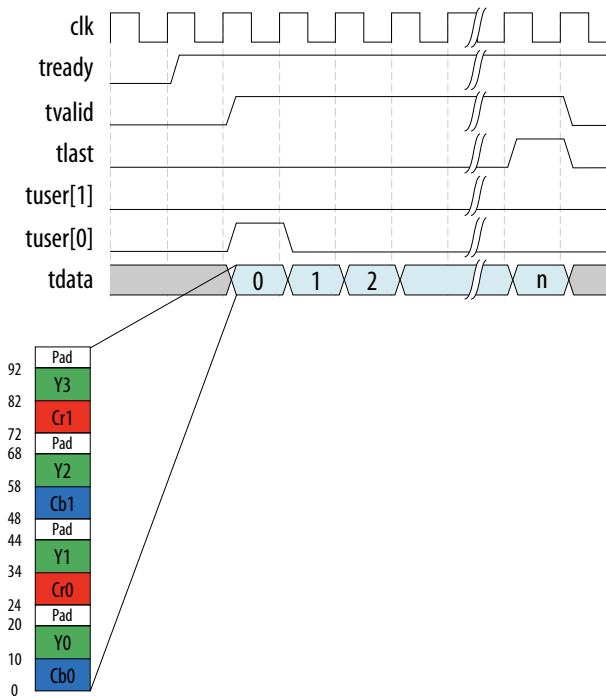 clk
tready
tvalid
tlast
tuser[1]
tuser[0]
tdata 0 1 2 n
Pad
92
Y3
82
Cr1
72
Pad
68
Y2
58
Cb1
48
Pad
44
Y1
34
Cr0
24
Pad
20
Y0
10
Cb0
0